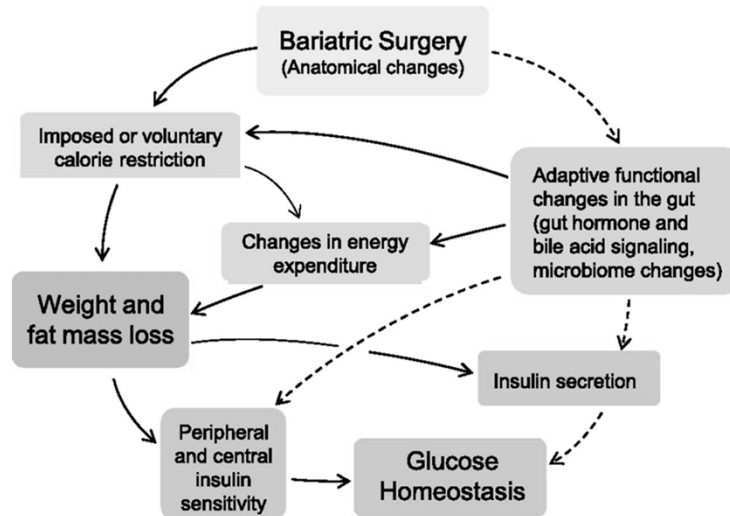 Bariatric Surgery
(Anatomical changes)
Imposed or voluntary
calorie restriction
Adaptive functional
changes in the gut
(gut hormone and
bile acid signaling,
microbiome changes)
Changes in energy
expenditure
Weight and
fat mass loss
Insulin secretion
Peripheral
and central
insulin
sensitivity
Glucose
Homeostasis